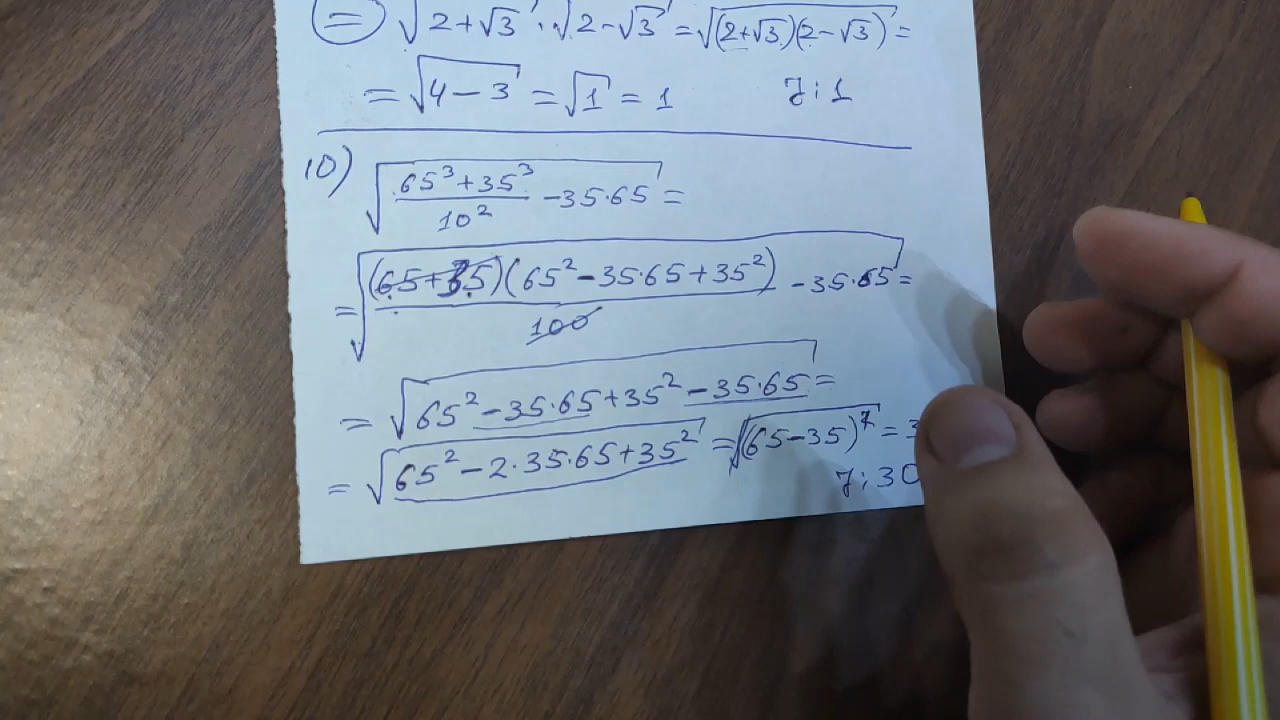 = √(2+√3) · √(2-√3) = √((2+√3)(2-√3)) =
= √(4-3) = √1 = 1 J: 1
10) √((65³+35³)/10² - 35·65) =
= √((65+35)(65²-35·65+35²)/100 - 35·65) =
= √(65²-35·65+35²-35·65) =
= √(65²-2·35·65+35²) = √((65-35)²) = 3
J: 30